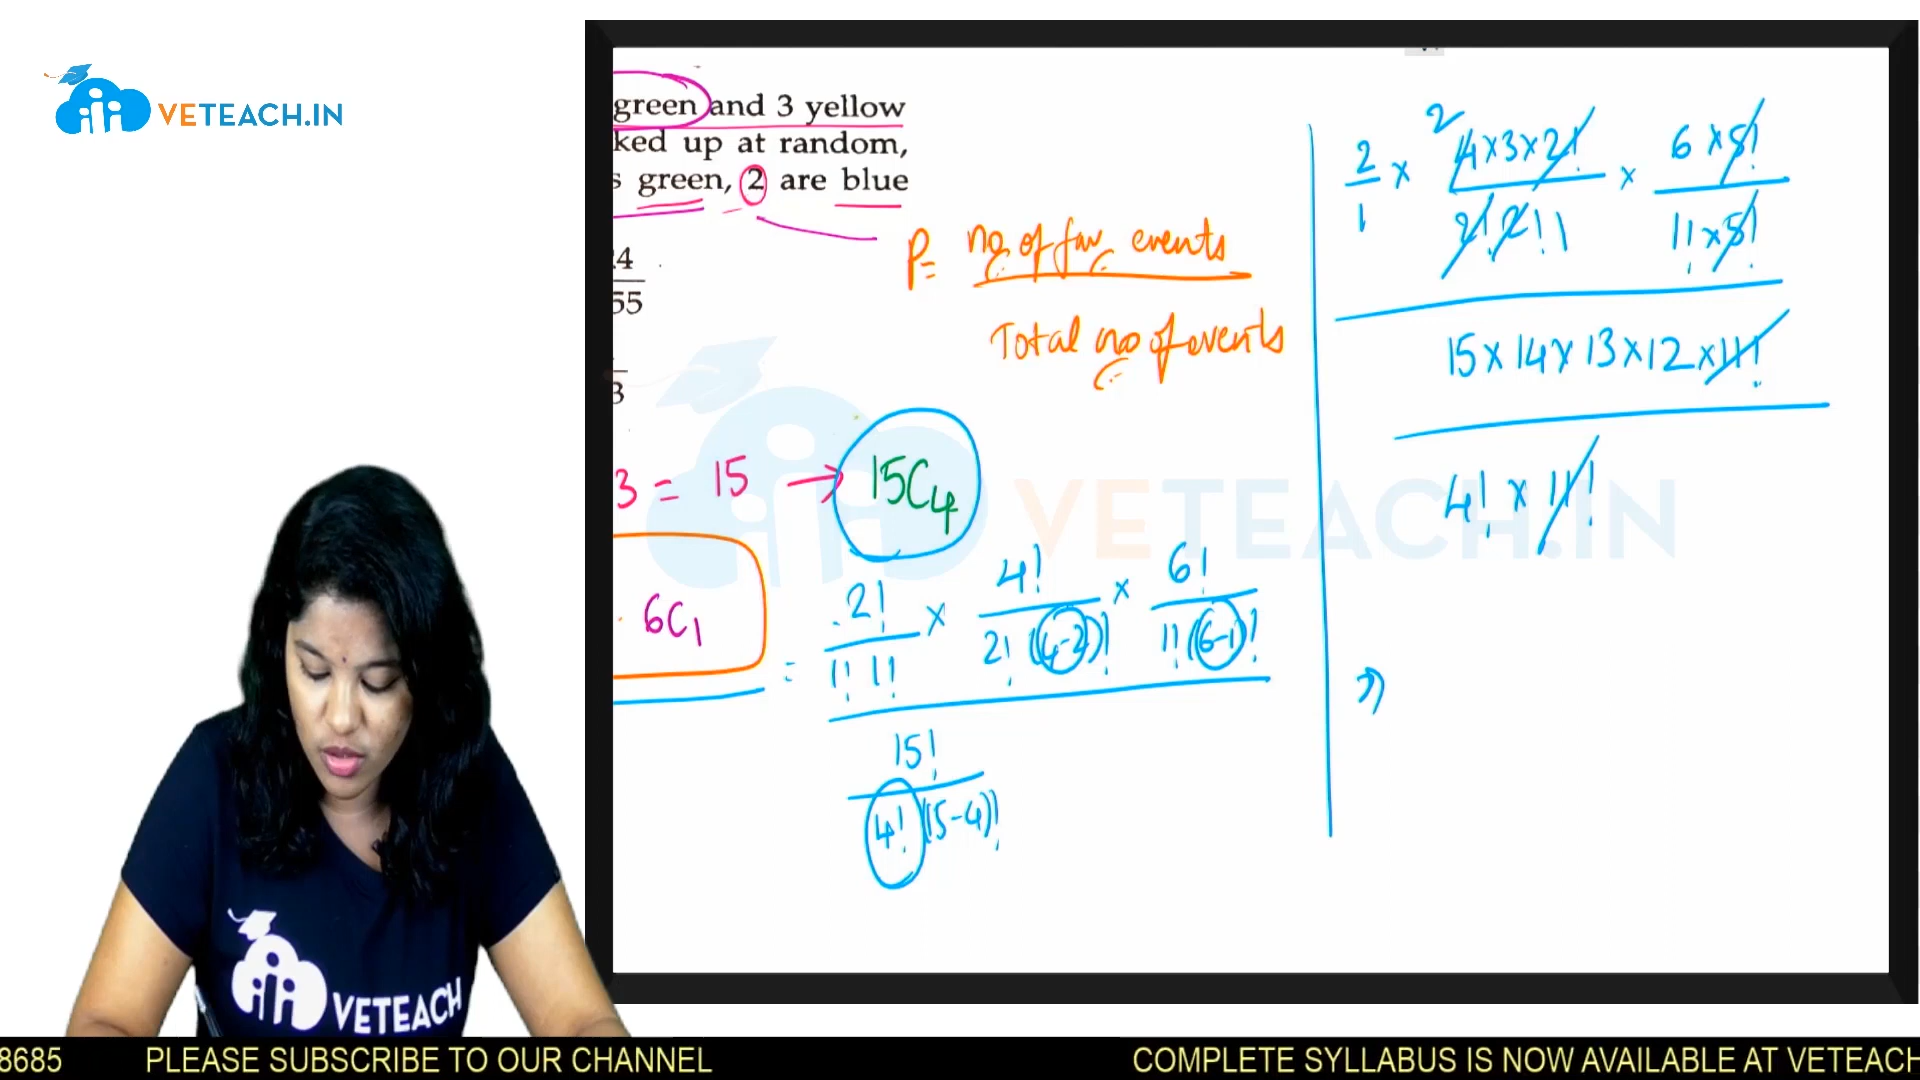 VETEACH.IN
green and 3 yellow
ked up at random,
s green, 2 are blue
24
55
3
P = no of fav events
Total no of events
3 = 15 → 15C4
6C1
= 2! × 4! × 6!
1! 1! 2! (4-2)! 1! (6-1)!
15!
4! (15-4)!
2 × 4×3×2! × 6×5!
2
1 2! 2! 1 1! × 5!
15 × 14 × 13 × 12 × 11!
4! × 11!
⇒
VETEACH.IN
VETEACH
8685 PLEASE SUBSCRIBE TO OUR CHANNEL COMPLETE SYLLABUS IS NOW AVAILABLE AT VETEACH